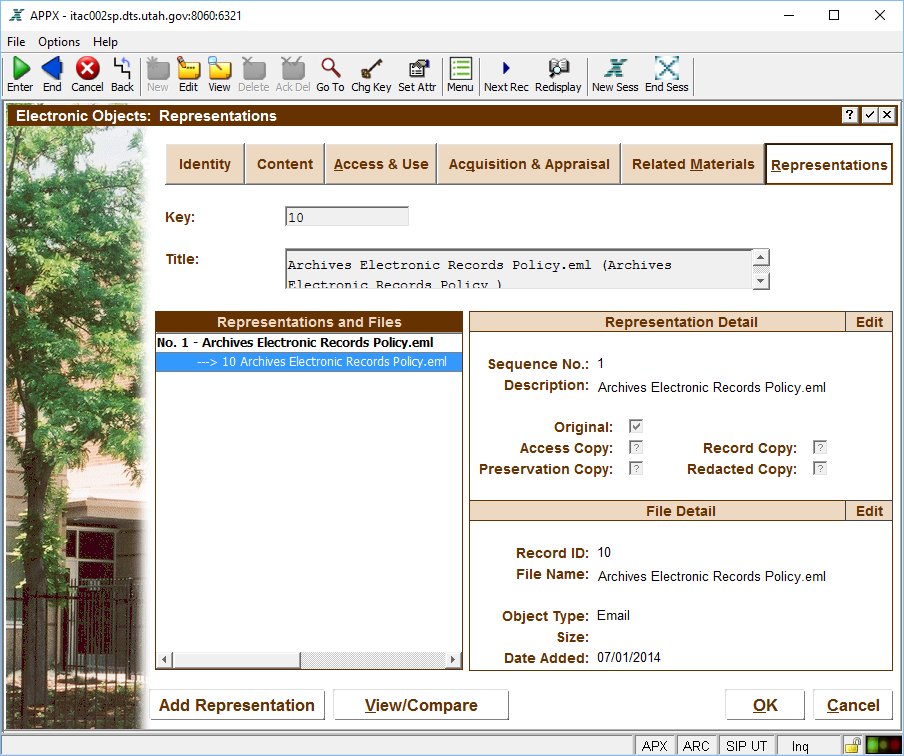 APPX - itac002sp.dts.utah.gov:8060:6321
File Options Help
Enter End Cancel Back New Edit View Delete Ack Del Go To Chg Key Set Attr Menu Next Rec Redisplay New Sess End Sess
Electronic Objects: Representations ?
Identity Content Access & Use Acquisition & Appraisal Related Materials Representations
Key: 10
Title: Archives Electronic Records Policy.eml (Archives
Electronic Records Policy )
Representations and Files
No. 1 - Archives Electronic Records Policy.eml
---> 10 Archives Electronic Records Policy.eml
Representation Detail Edit
Sequence No.: 1
Description: Archives Electronic Records Policy.eml
Original:
Access Copy: ? Record Copy: ?
Preservation Copy: ? Redacted Copy: ?
File Detail Edit
Record ID: 10
File Name: Archives Electronic Records Policy.eml
Object Type: Email
Size:
Date Added: 07/01/2014
Add Representation View/Compare OK Cancel
APX ARC SIP UT Inq